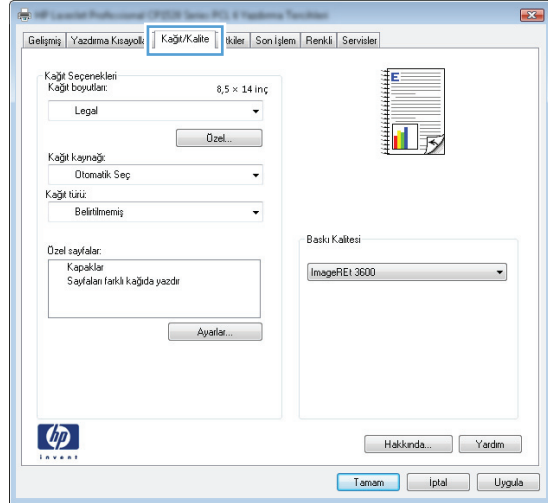 Gelişmiş Yazdırma Kısayolla Kağıt/Kalite tkiler Son İşlem Renkli Servisler
Kağıt Seçenekleri
Kağıt boyutları: 8,5 × 14 inç
Legal
Özel...
Kağıt kaynağı:
Otomatik Seç
Kağıt türü:
Belirtilmemiş
Özel sayfalar:
Kapaklar
Sayfaları farklı kağıda yazdır
Ayarlar...
E
Baskı Kalitesi
ImageREt 3600
hp
invent
Hakkında... Yardım
Tamam İptal Uygula